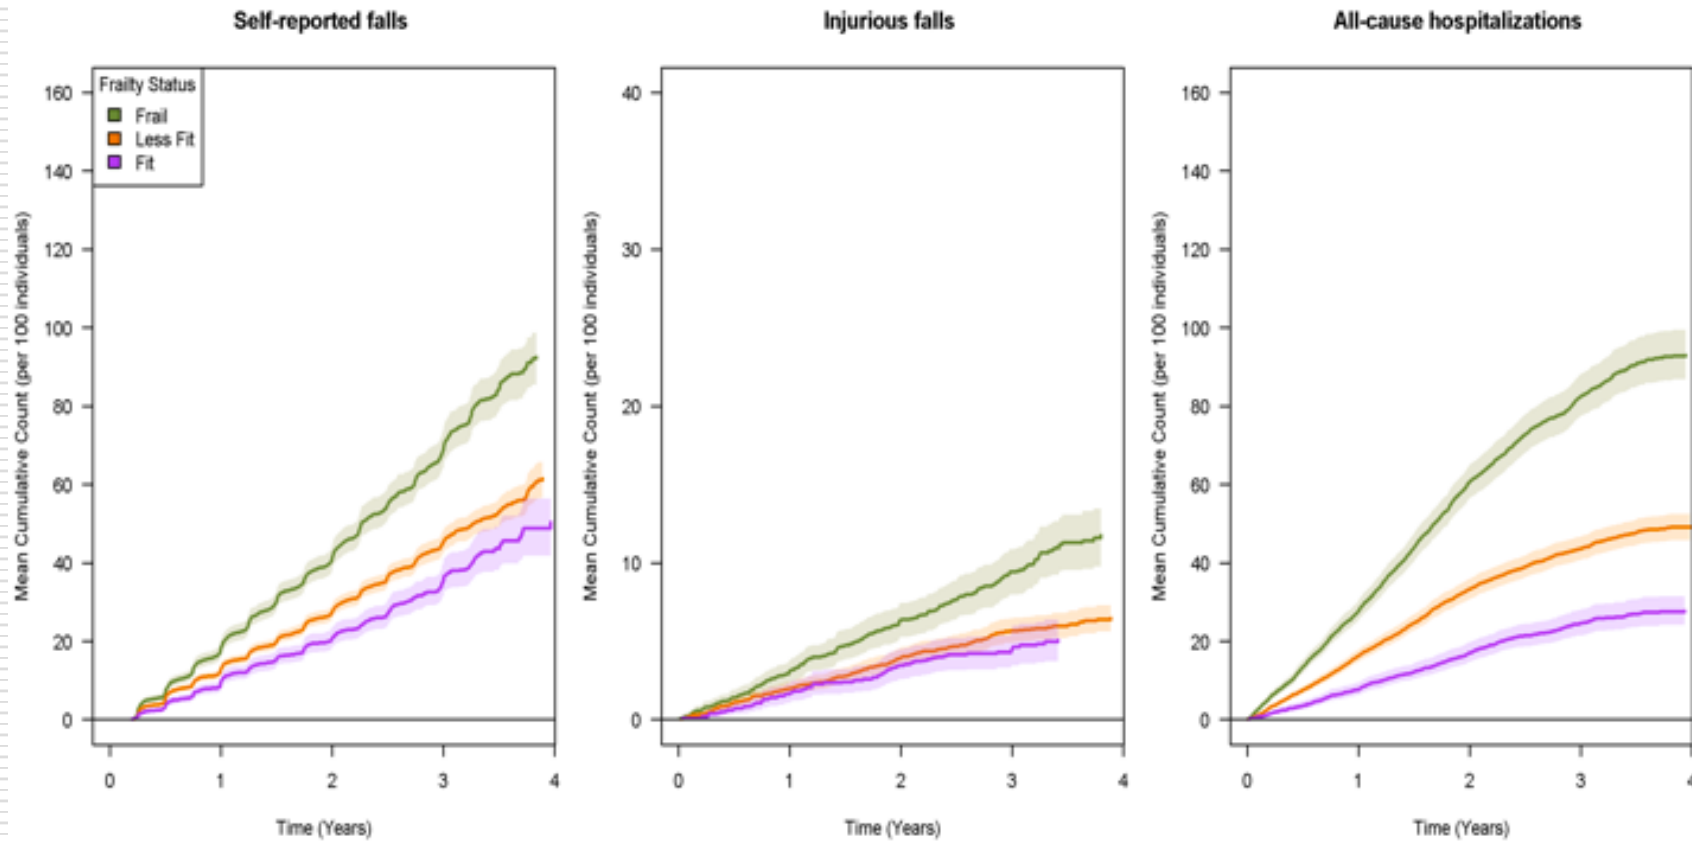 Self-reported falls
Injurious falls
All-cause hospitalizations
Frailty Status
Frail
Less Fit
Fit
Mean Cumulative Count (per 100 individuals)
160
140
120
100
80
60
40
20
0
0 1 2 3 4
Time (Years)
Mean Cumulative Count (per 100 individuals)
40
30
20
10
0
0 1 2 3 4
Time (Years)
Mean Cumulative Count (per 100 individuals)
160
140
120
100
80
60
40
20
0
0 1 2 3 4
Time (Years)